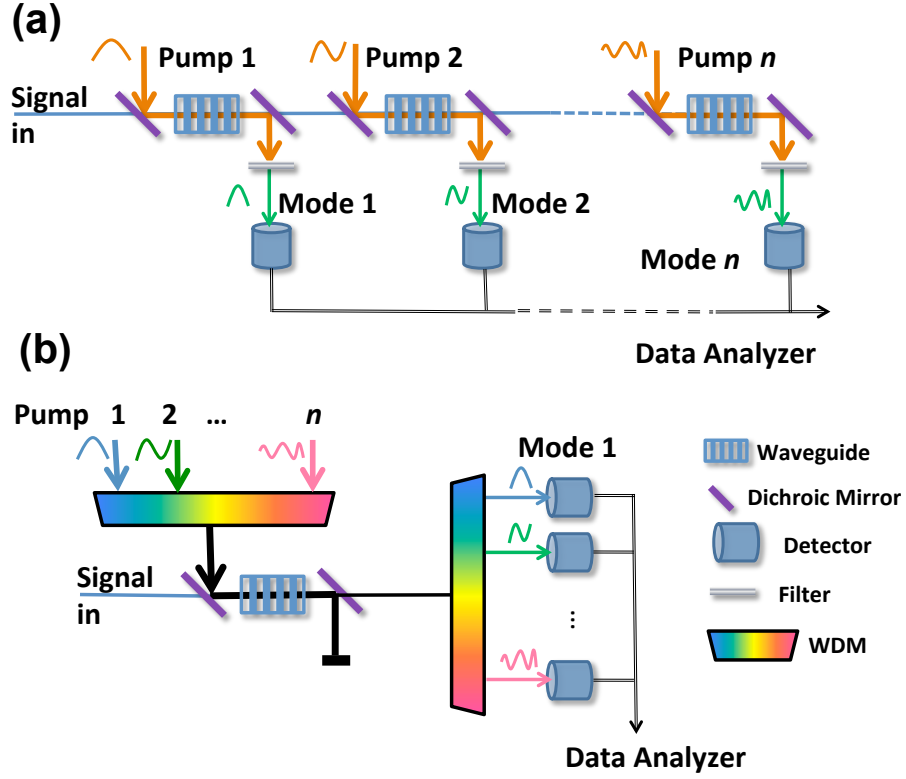 (a)
Pump 1
Pump 2
Pump n
Signal
in
Mode 1
Mode 2
Mode n
Data Analyzer
(b)
Pump 1 2 ... n
Signal
in
Mode 1
...
Data Analyzer
Waveguide
Dichroic Mirror
Detector
Filter
WDM